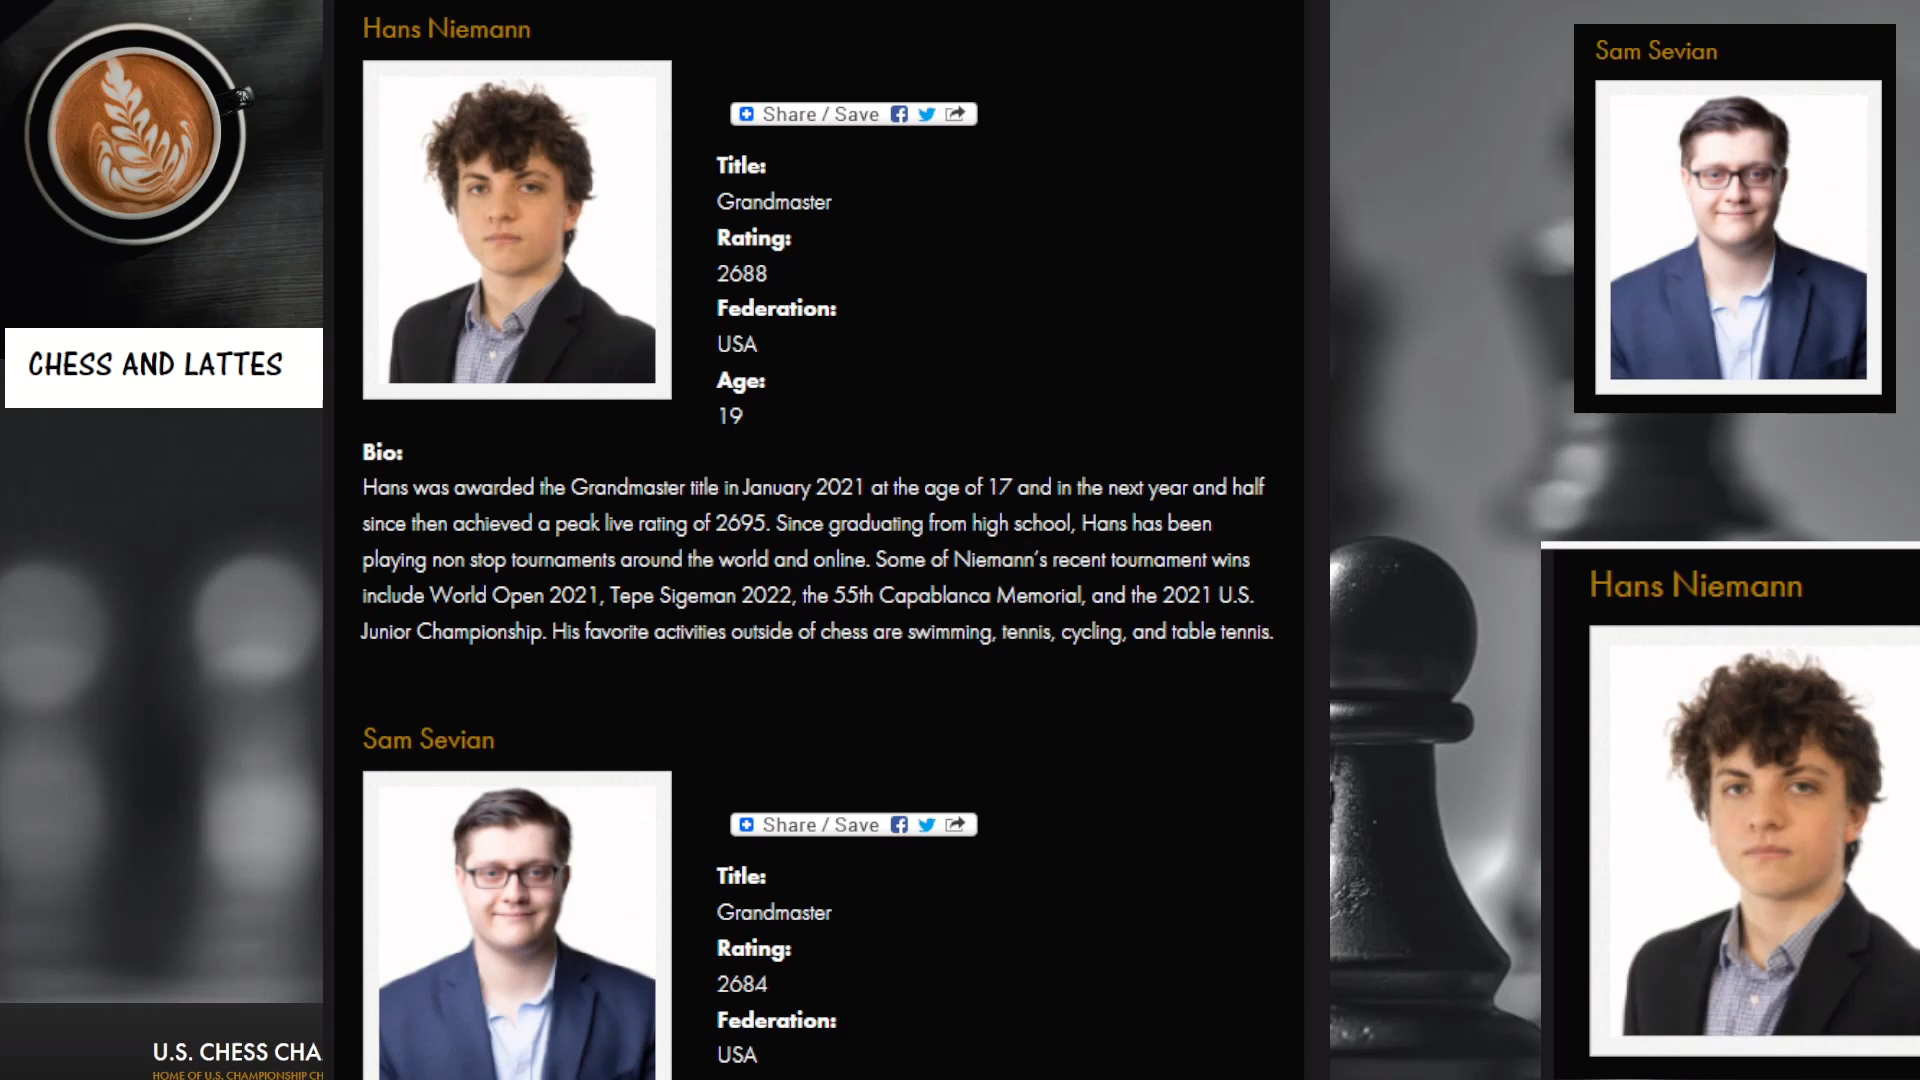 CHESS AND LATTES
U.S. CHESS CHA
HOME OF U.S. CHAMPIONSHIP CH
Hans Niemann
Share / Save
Title:
Grandmaster
Rating:
2688
Federation:
USA
Age:
19
Bio:
Hans was awarded the Grandmaster title in January 2021 at the age of 17 and in the next year and half
since then achieved a peak live rating of 2695. Since graduating from high school, Hans has been
playing non stop tournaments around the world and online. Some of Niemann’s recent tournament wins
include World Open 2021, Tepe Sigeman 2022, the 55th Capablanca Memorial, and the 2021 U.S.
Junior Championship. His favorite activities outside of chess are swimming, tennis, cycling, and table tennis.
Sam Sevian
Share / Save
Title:
Grandmaster
Rating:
2684
Federation:
USA
Sam Sevian
Hans Niemann